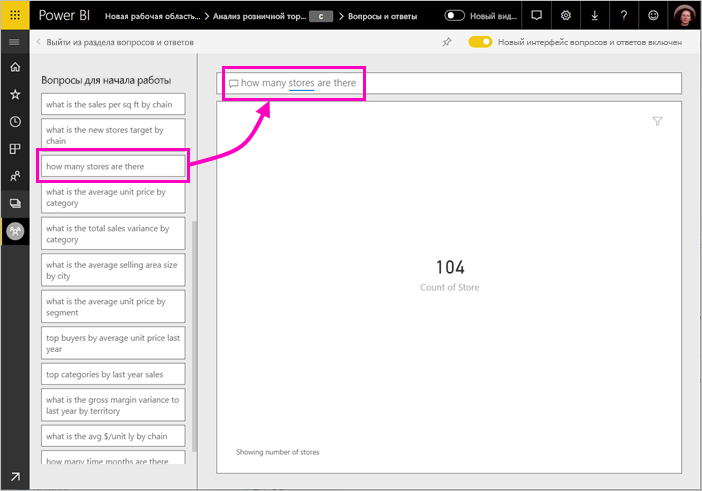 Power BI
Новая рабочая область... > Анализ розничной тор... C > Вопросы и ответы
Новый вид...
Выйти из раздела вопросов и ответов
Новый интерфейс вопросов и ответов включен
Вопросы для начала работы
what is the sales per sq ft by chain
what is the new stores target by
chain
how many stores are there
what is the average unit price by
category
what is the total sales variance by
category
what is the average selling area size
by city
what is the average unit price by
segment
top buyers by average unit price last
year
top categories by last year sales
what is the gross margin variance to
last year by territory
what is the avg $/unit ly by chain
how many time months are there
how many stores are there
104
Count of Store
Showing number of stores